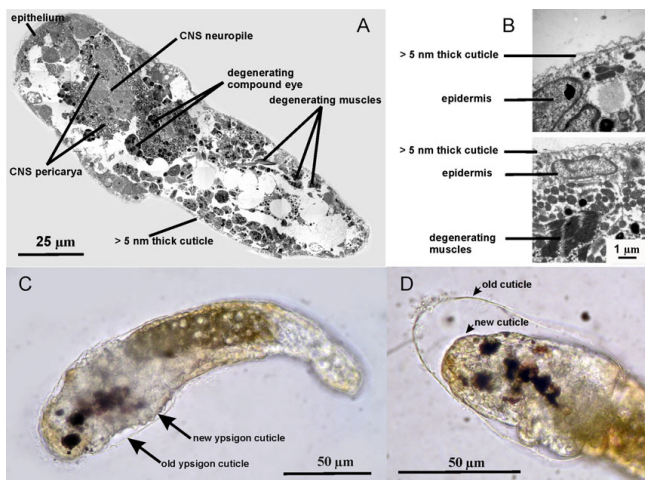 epithelium
A
CNS neuropile
degenerating
compound eye
degenerating muscles
CNS pericarya
25 µm
> 5 nm thick cuticle
B
> 5 nm thick cuticle
epidermis
> 5 nm thick cuticle
epidermis
degenerating
muscles
1 µm
C
new ypsigon cuticle
old ypsigon cuticle
50 µm
D
old cuticle
new cuticle
50 µm